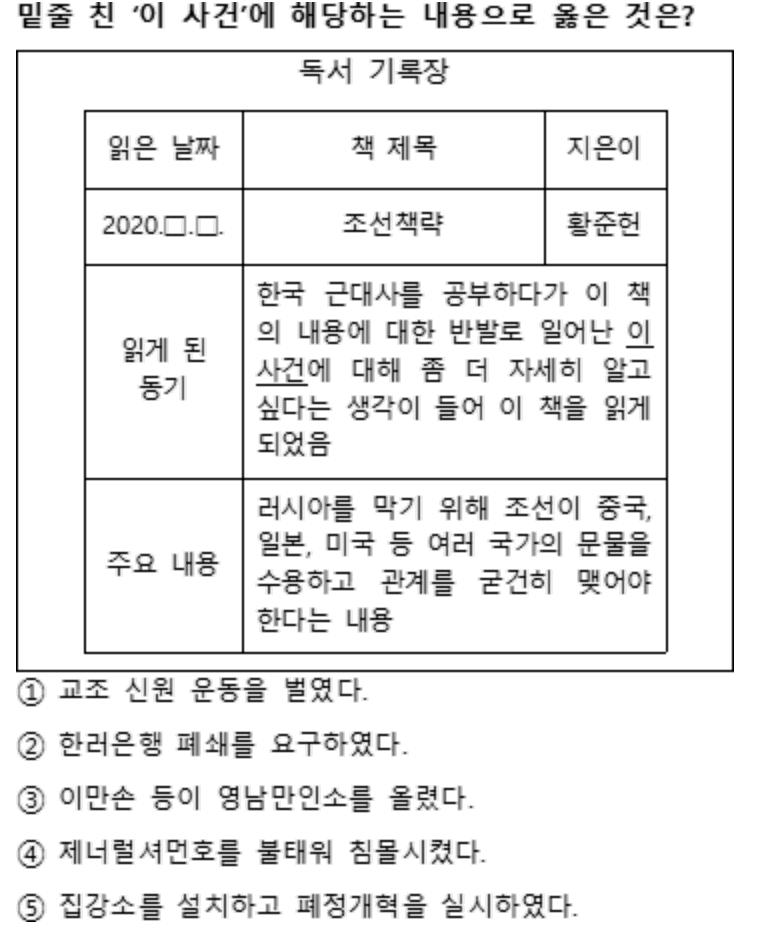 밑줄 친 ‘이 사건’에 해당하는 내용으로 옳은 것은?
독서 기록장
읽은 날짜 책 제목 지은이
2020.□.□. 조선책략 황준헌
읽게 된
동기
한국 근대사를 공부하다가 이 책
의 내용에 대한 반발로 일어난 이
사건에 대해 좀 더 자세히 알고
싶다는 생각이 들어 이 책을 읽게
되었음
주요 내용
러시아를 막기 위해 조선이 중국,
일본, 미국 등 여러 국가의 문물을
수용하고 관계를 굳건히 맺어야
한다는 내용
① 교조 신원 운동을 벌였다.
② 한러은행 폐쇄를 요구하였다.
③ 이만손 등이 영남만인소를 올렸다.
④ 제너럴셔먼호를 불태워 침몰시켰다.
⑤ 집강소를 설치하고 폐정개혁을 실시하였다.